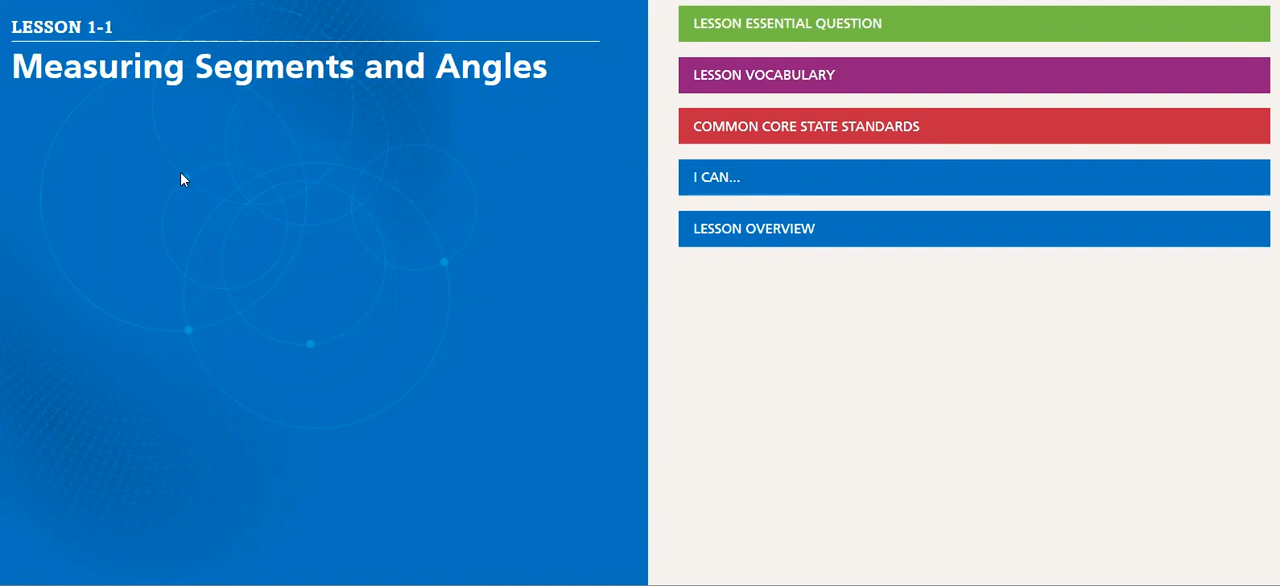 LESSON 1-1
Measuring Segments and Angles
LESSON ESSENTIAL QUESTION
LESSON VOCABULARY
COMMON CORE STATE STANDARDS
I CAN...
LESSON OVERVIEW